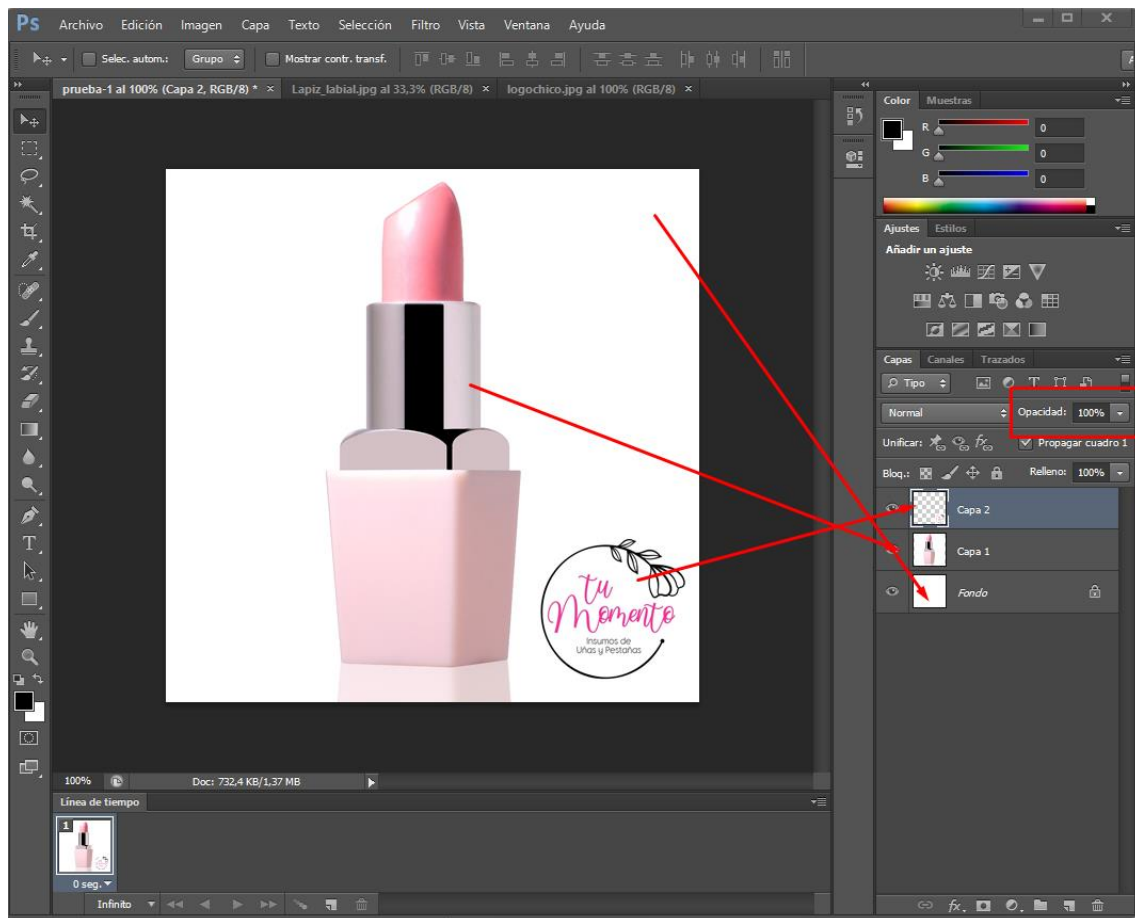 Ps Archivo Edición Imagen Capa Texto Selección Filtro Vista Ventana Ayuda
Selec. autom.: Grupo Mostrar contr. transf.
prueba-1 al 100% (Capa 2, RGB/8) * × Lapiz_labial.jpg al 33,3% (RGB/8) × logochico.jpg al 100% (RGB/8) ×
Color Muestras
R 0
G 0
B 0
Ajustes Estilos
Añadir un ajuste
Capas Canales Trazados
Tipo
Normal Opacidad: 100%
Unificar: Propagar cuadro 1
Bloq.: Relleno: 100%
Capa 2
Capa 1
Fondo
tu
Momento
Insumos de
Uñas y Pestañas
100% Doc: 732,4 KB/1,37 MB
Línea de tiempo
1
0 seg.
Infinito